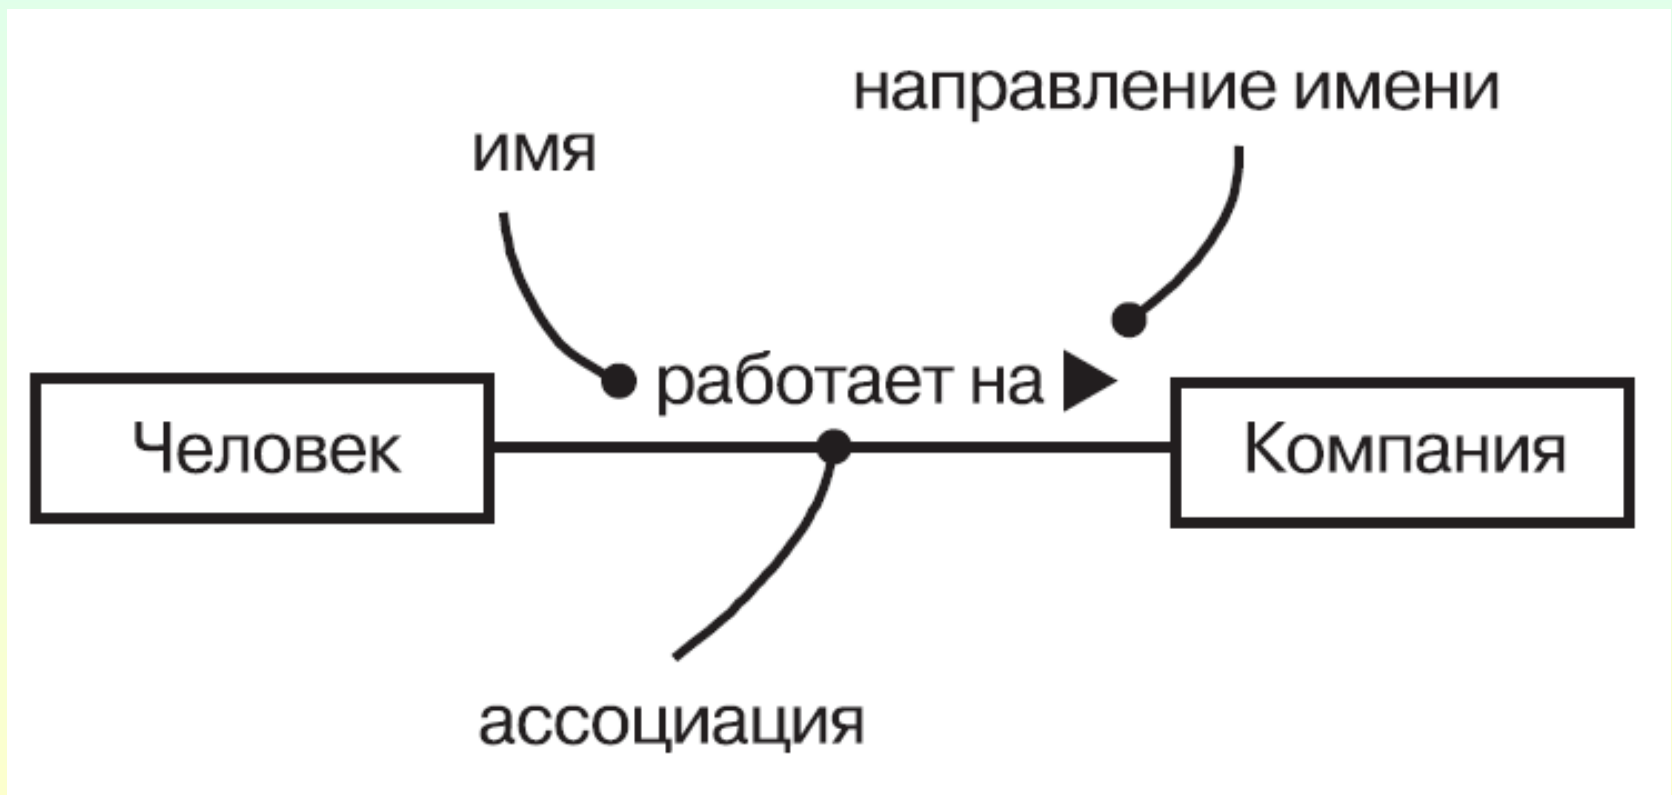 направление имени
имя
работает на
Человек
Компания
ассоциация